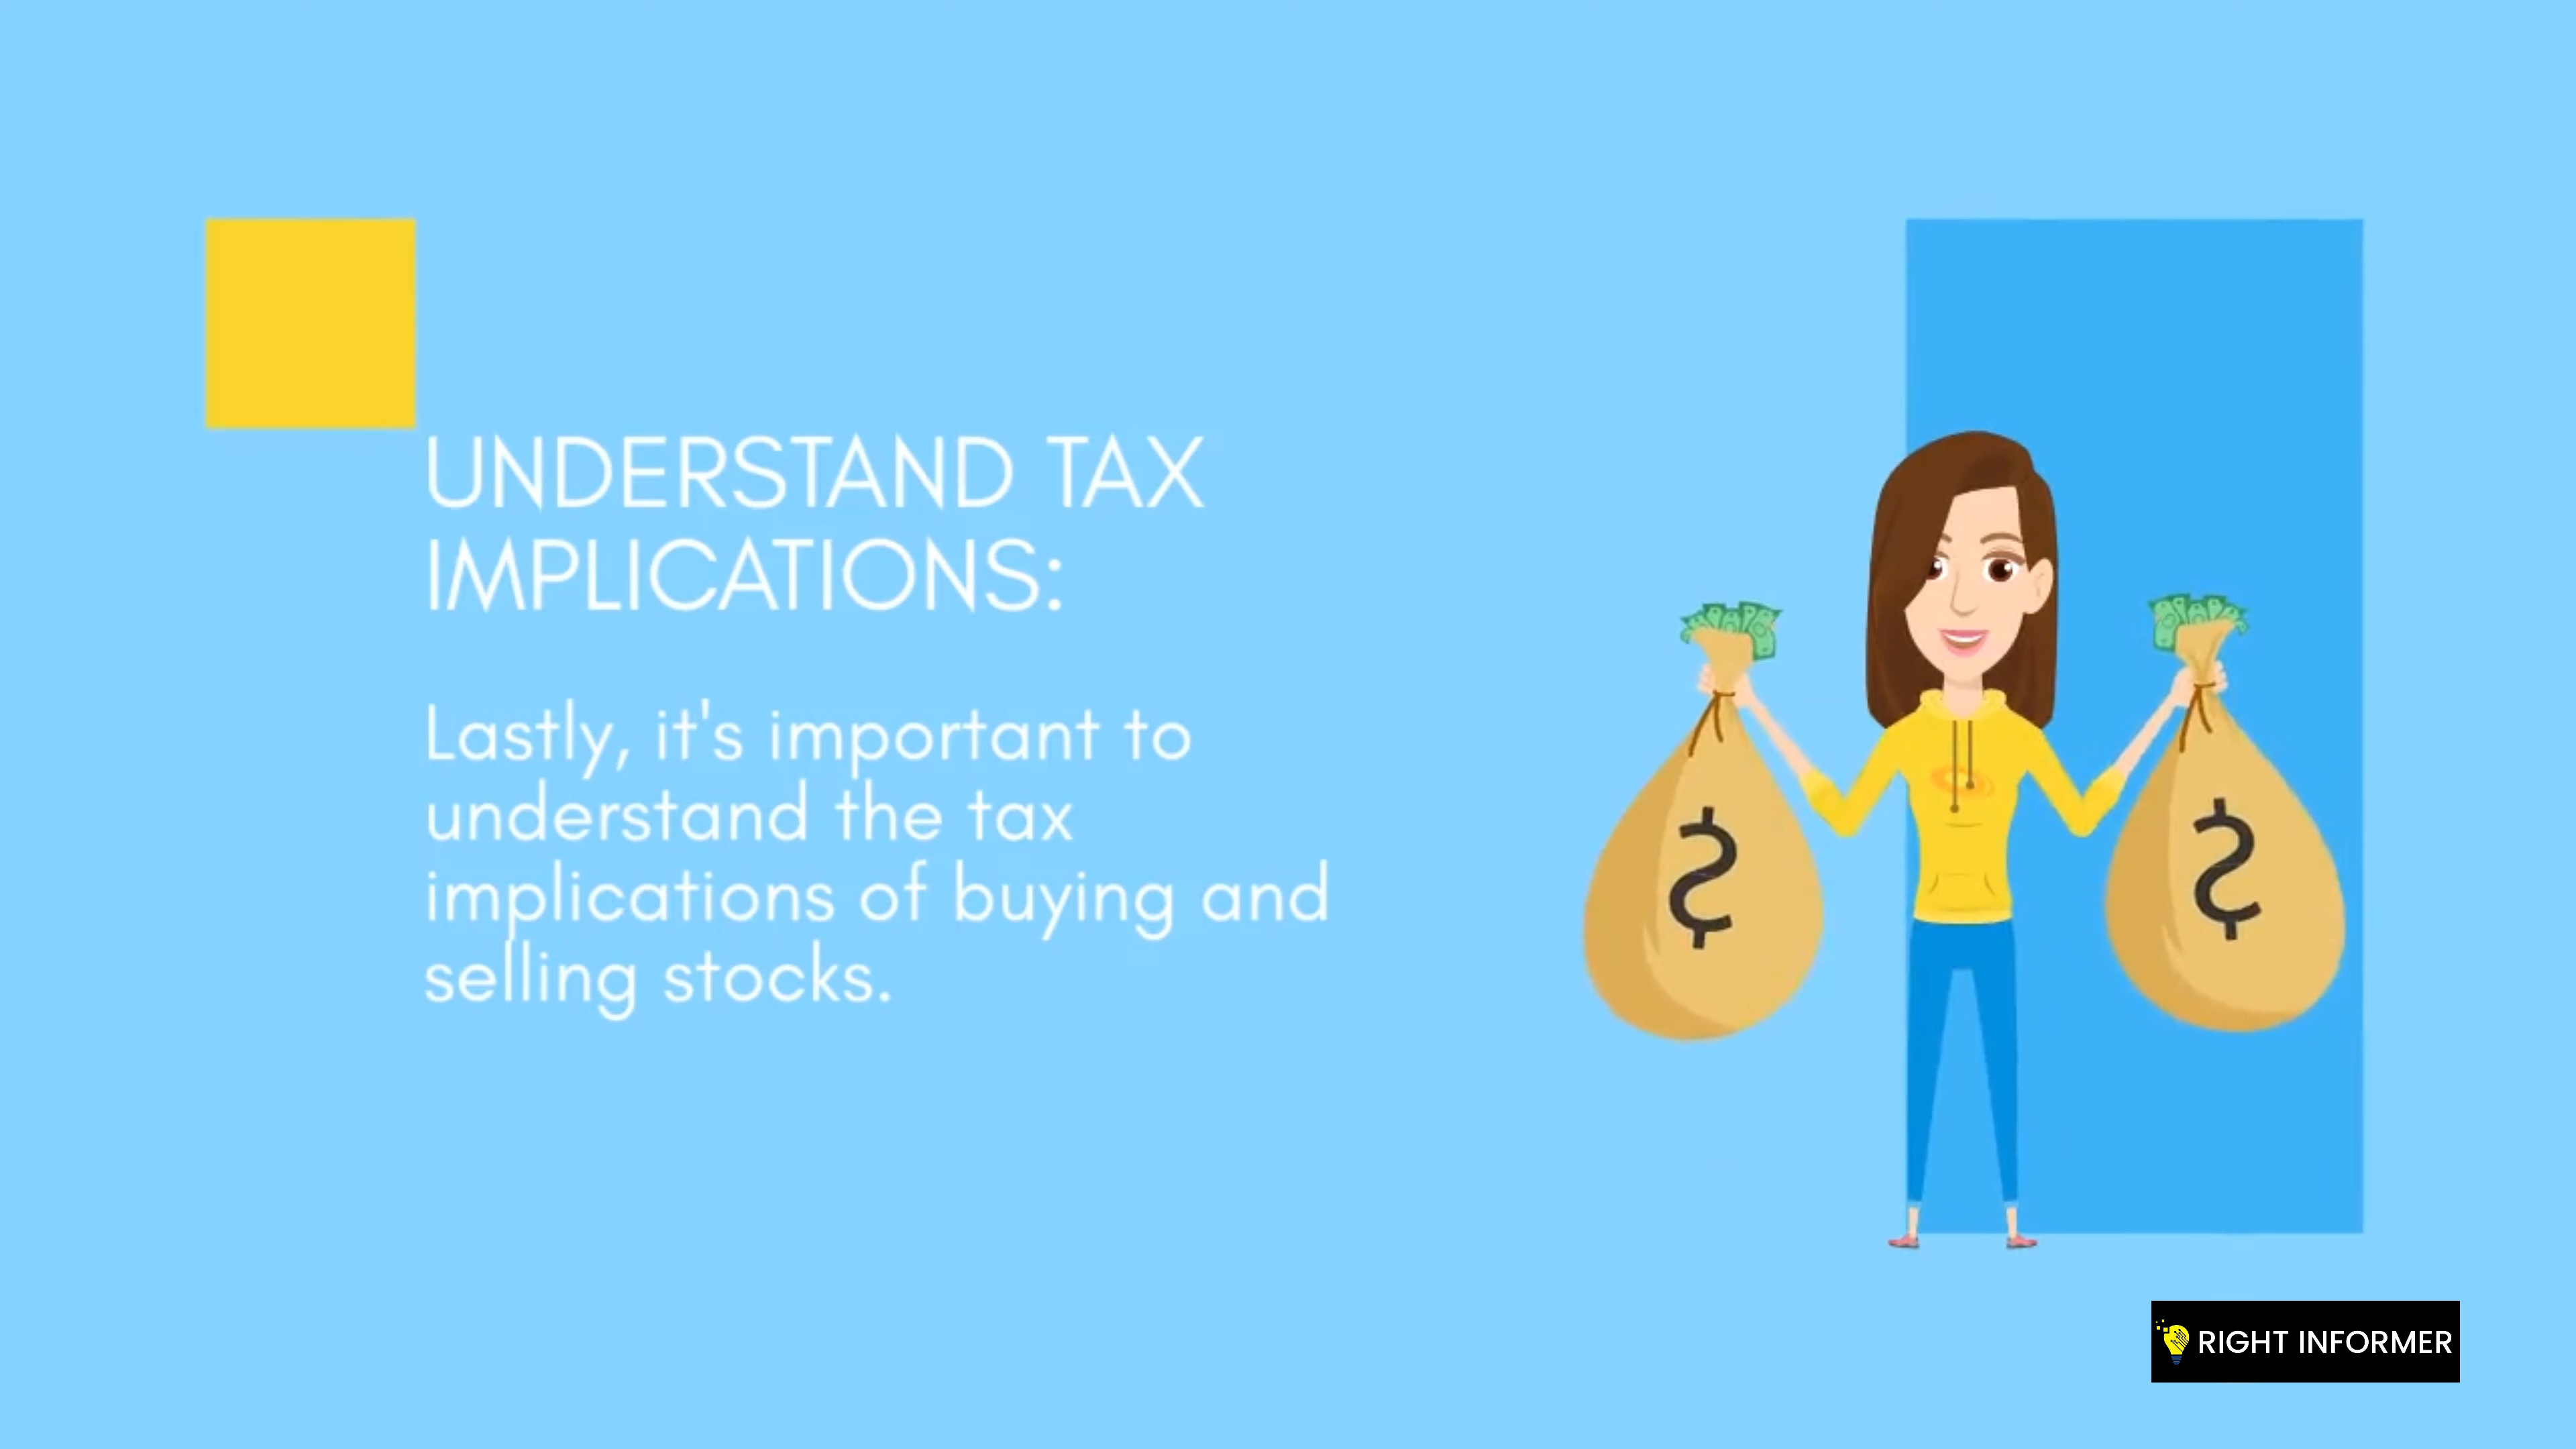 UNDERSTAND TAX
IMPLICATIONS:
Lastly, it's important to
understand the tax
implications of buying and
selling stocks.
$
$
RIGHT INFORMER